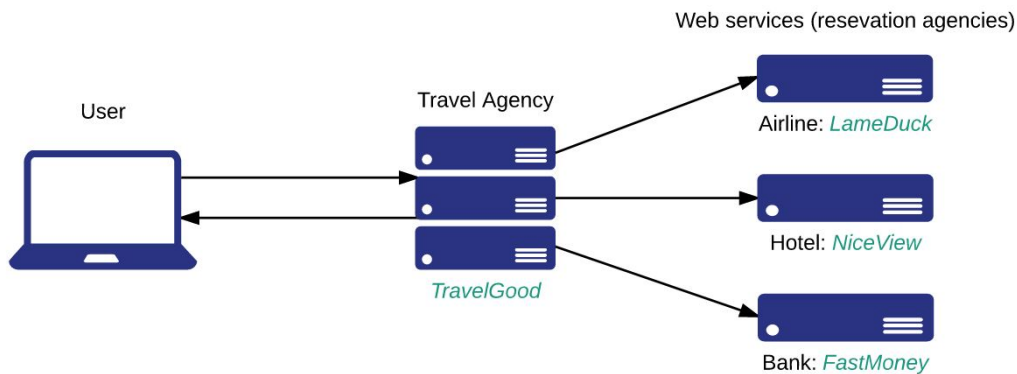 Web services (resevation agencies)
User
Travel Agency
Airline: LameDuck
Hotel: NiceView
TravelGood
Bank: FastMoney